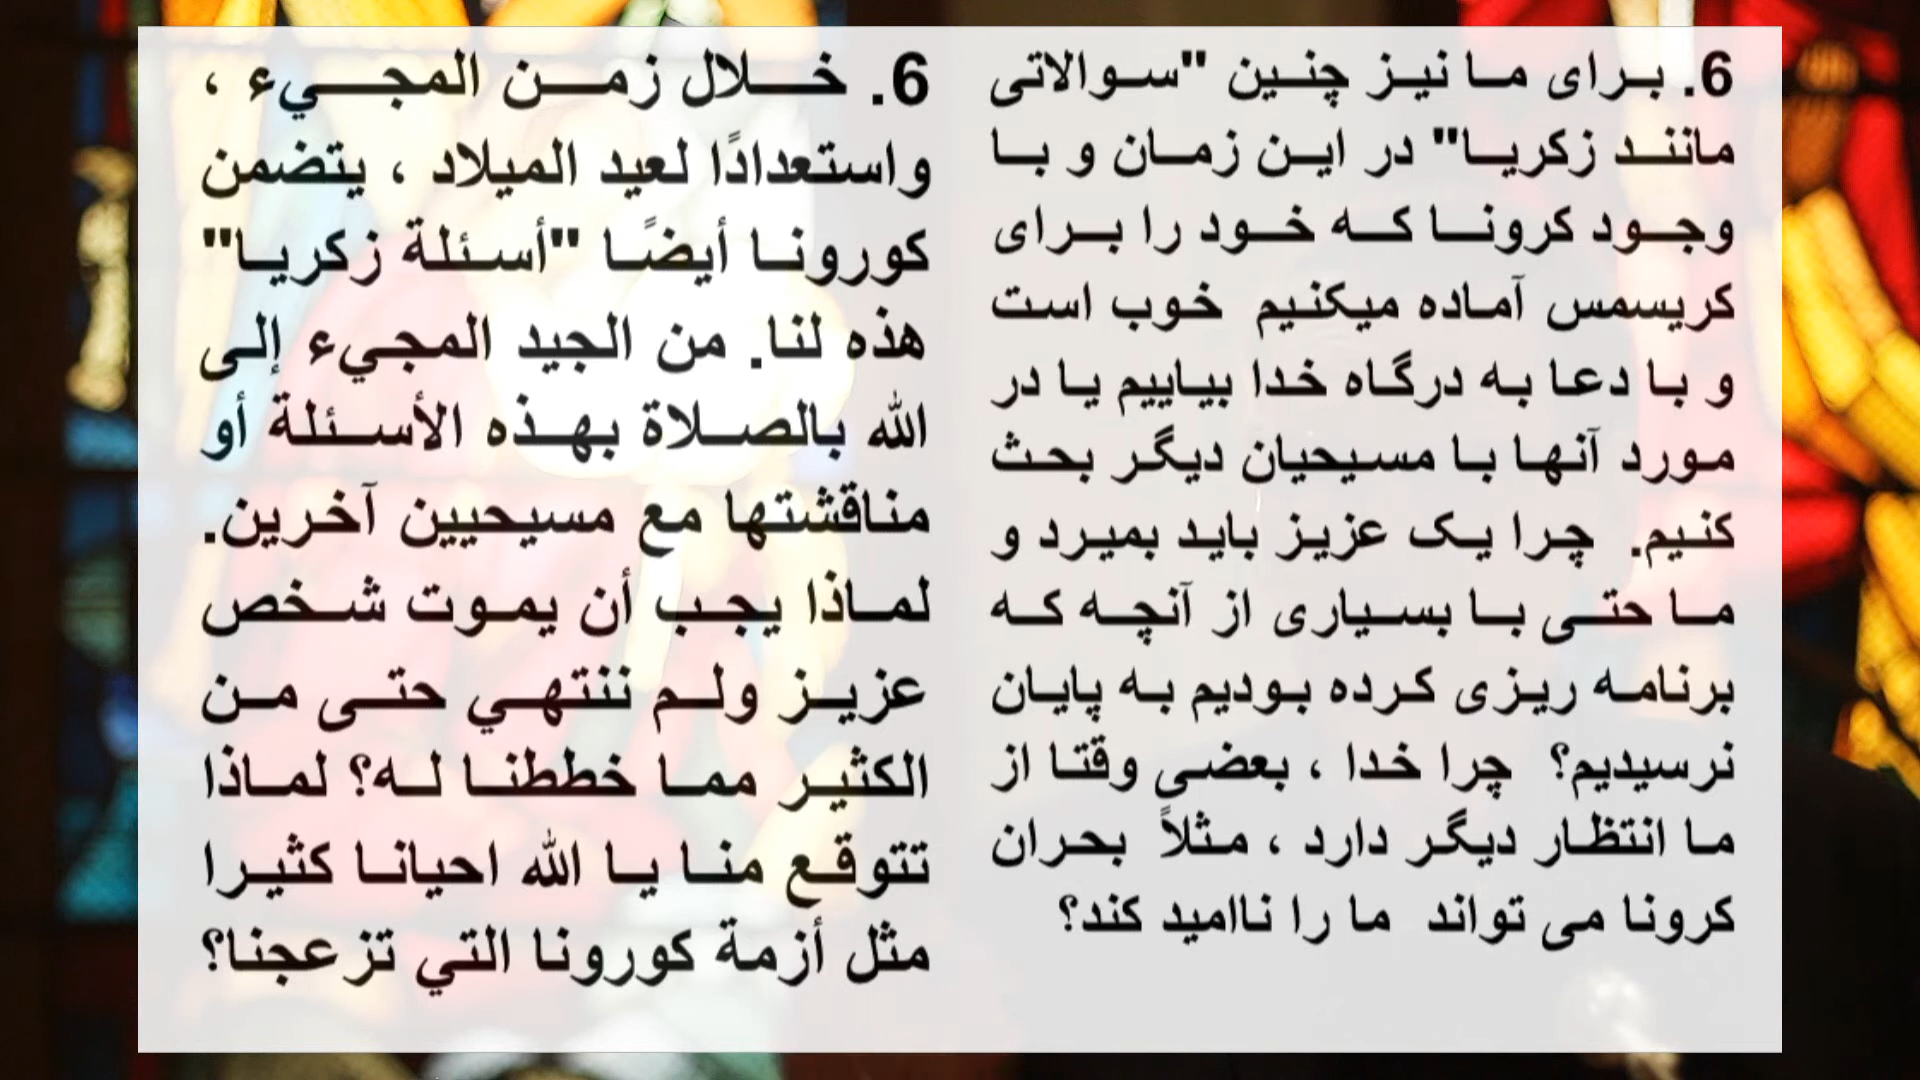 6. برای ما نیز چنین "سوالاتی
مانند زکریا" در این زمان و با
وجود کرونا که خود را برای
کریسمس آماده میکنیم خوب است
و با دعا به درگاه خدا بیاییم یا در
مورد آنها با مسیحیان دیگر بحث
کنیم. چرا یک عزیز باید بمیرد و
ما حتی با بسیاری از آنچه که
برنامه ریزی کرده بودیم به پایان
نرسیدیم؟ چرا خدا ، بعضی وقتا از
ما انتظار دیگر دارد ، مثلاً بحران
کرونا می تواند ما را ناامید کند؟
6. خلال زمن المجيء ،
واستعدادًا لعيد الميلاد ، يتضمن
كورونا أيضًا "أسئلة زكريا"
هذه لنا. من الجيد المجيء إلى
الله بالصلاة بهذه الأسئلة أو
مناقشتها مع مسيحيين آخرين.
لماذا يجب أن يموت شخص
عزيز ولم ننتهي حتى من
الكثير مما خططنا له؟ لماذا
تتوقع منا يا الله احيانا كثيرا
مثل أزمة كورونا التي تزعجنا؟